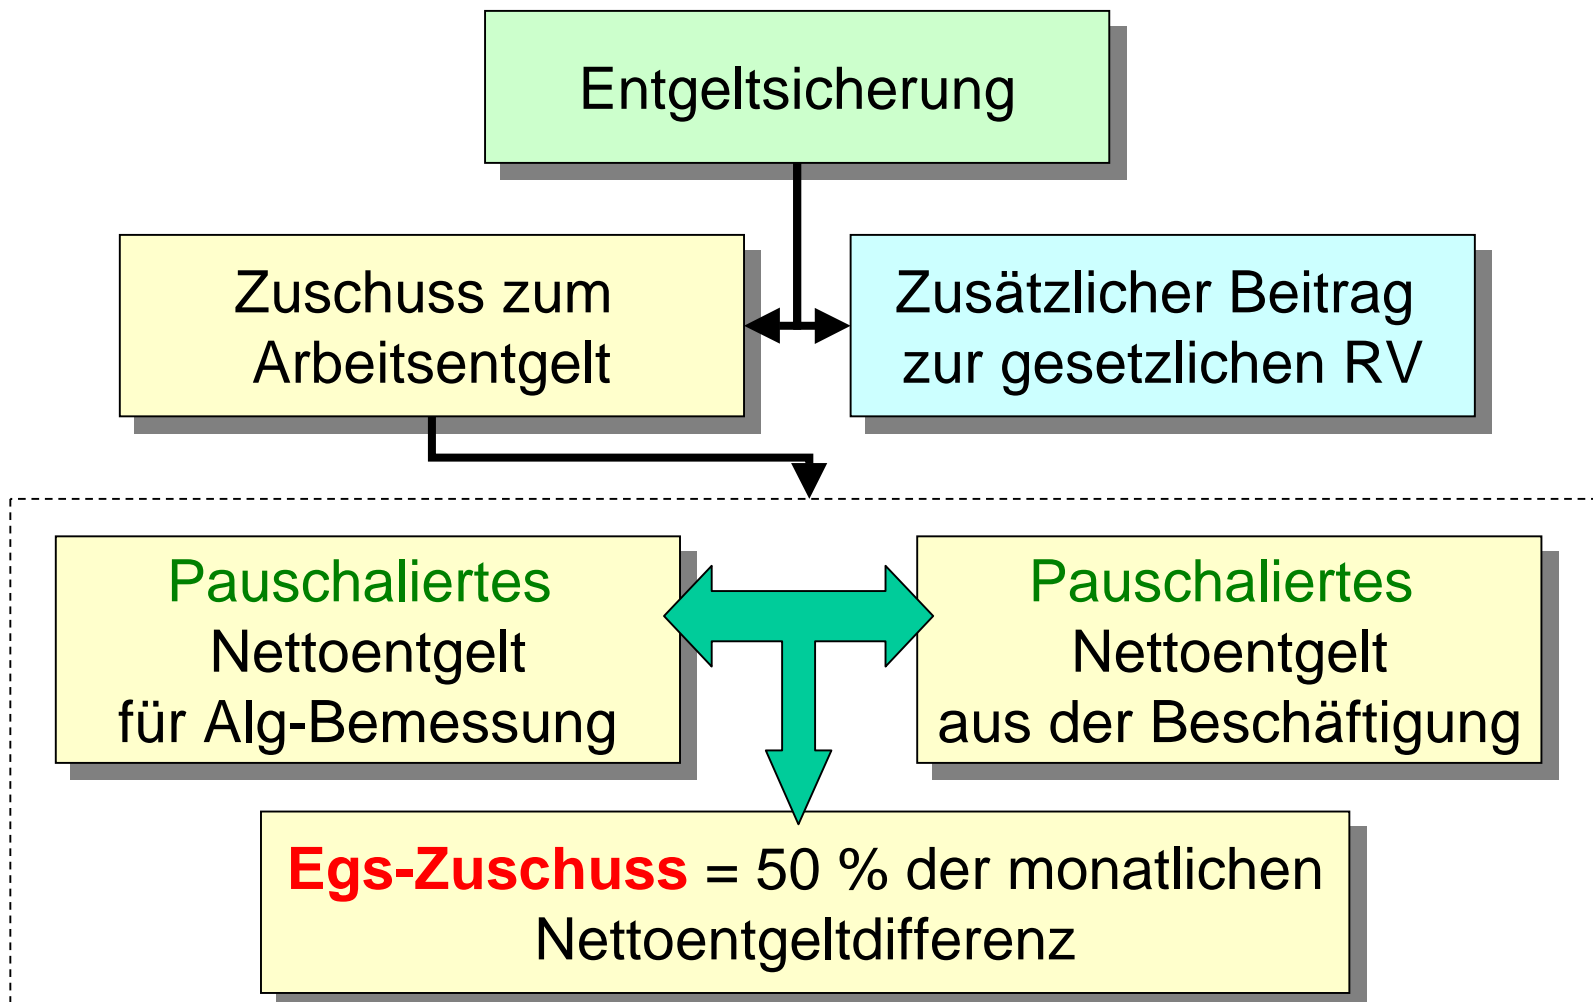 Entgeltsicherung
Zuschuss zum
Arbeitsentgelt
Zusätzlicher Beitrag
zur gesetzlichen RV
Pauschaliertes
Nettoentgelt
für Alg-Bemessung
Pauschaliertes
Nettoentgelt
aus der Beschäftigung
Egs-Zuschuss = 50 % der monatlichen
Nettoentgeltdifferenz